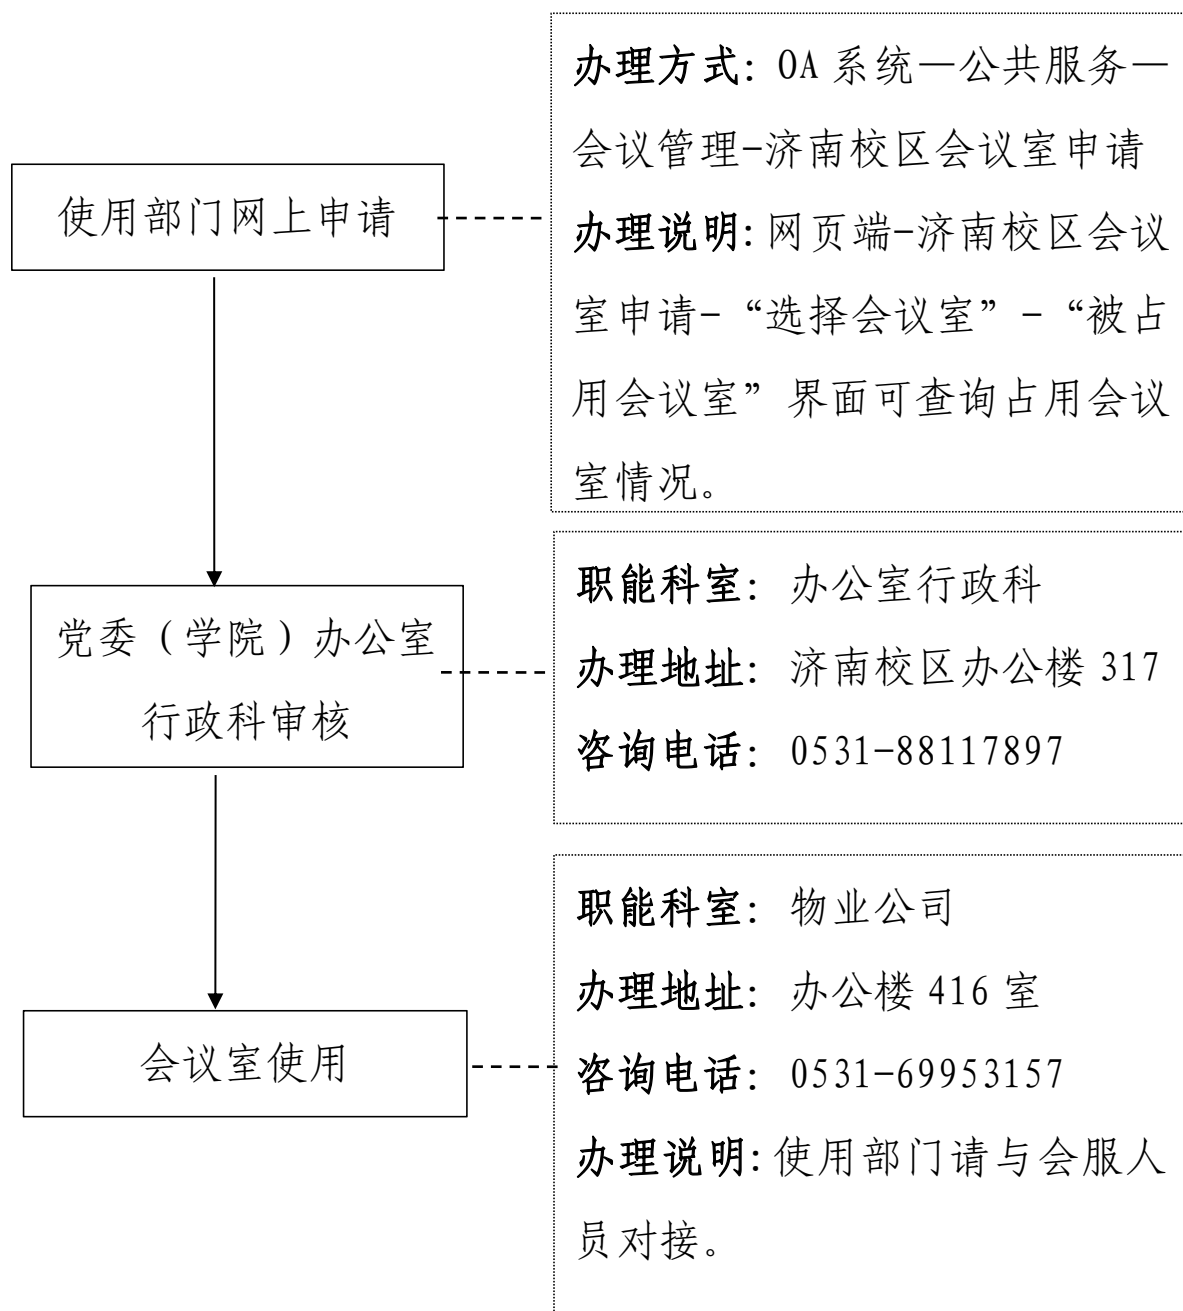 使用部门网上申请
办理方式：OA 系统—公共服务—
会议管理-济南校区会议室申请
办理说明：网页端-济南校区会议
室申请-“选择会议室”-“被占
用会议室”界面可查询占用会议
室情况。
党委（学院）办公室
行政科审核
职能科室：办公室行政科
办理地址：济南校区办公楼 317
咨询电话：0531-88117897
会议室使用
职能科室：物业公司
办理地址：办公楼 416 室
咨询电话：0531-69953157
办理说明：使用部门请与会服人
员对接。